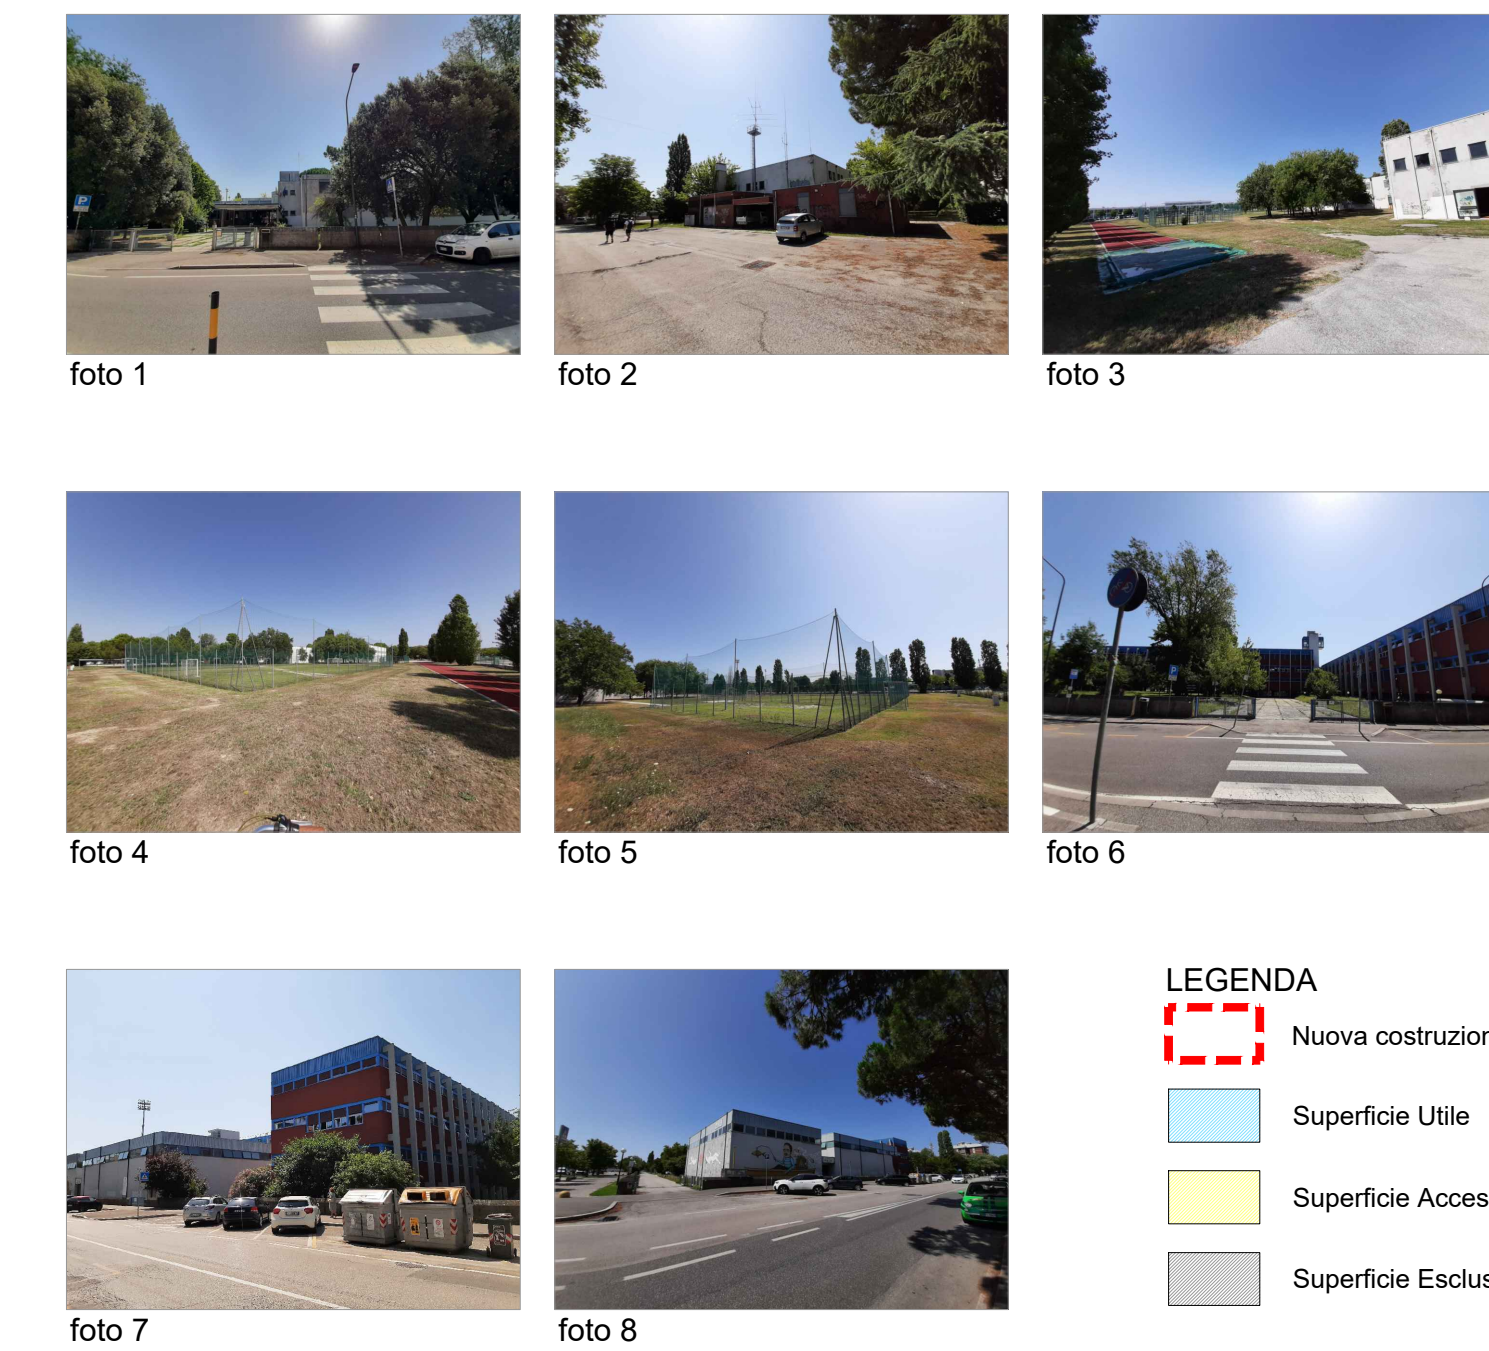 foto 1
foto 2
foto 3
foto 4
foto 5
foto 6
foto 7
foto 8
LEGENDA
Nuova costruzion
Superficie Utile
Superficie Acces
Superficie Esclus